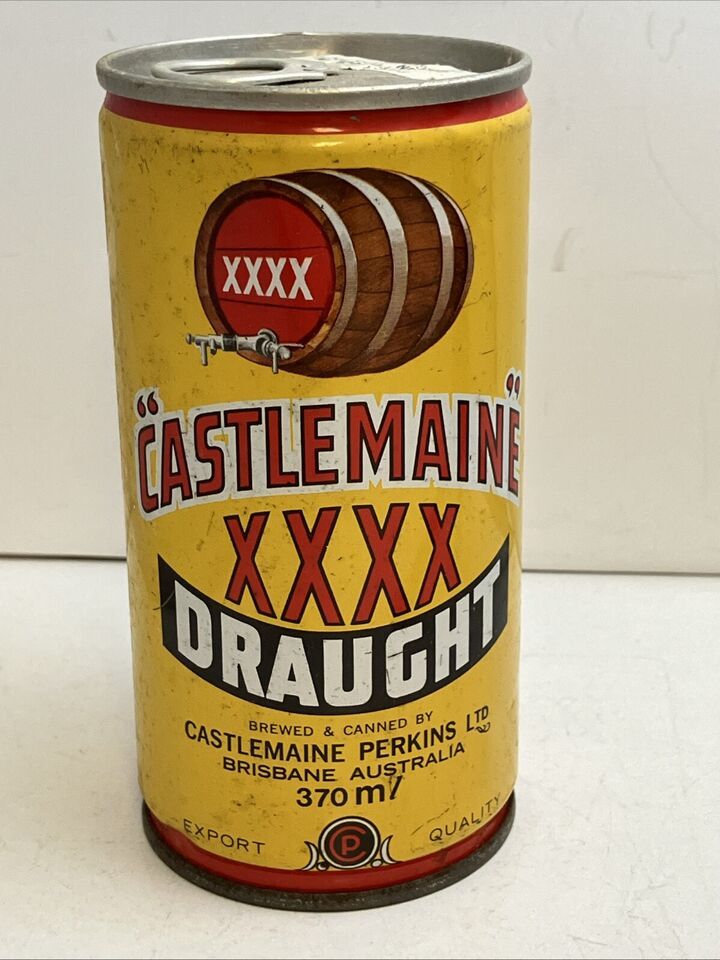 XXXX
"CASTLEMAINE"
XXXX
DRAUGHT
BREWED & CANNED BY
CASTLEMAINE PERKINS LTD
BRISBANE AUSTRALIA
370 ml
EXPORT QUALITY
CP